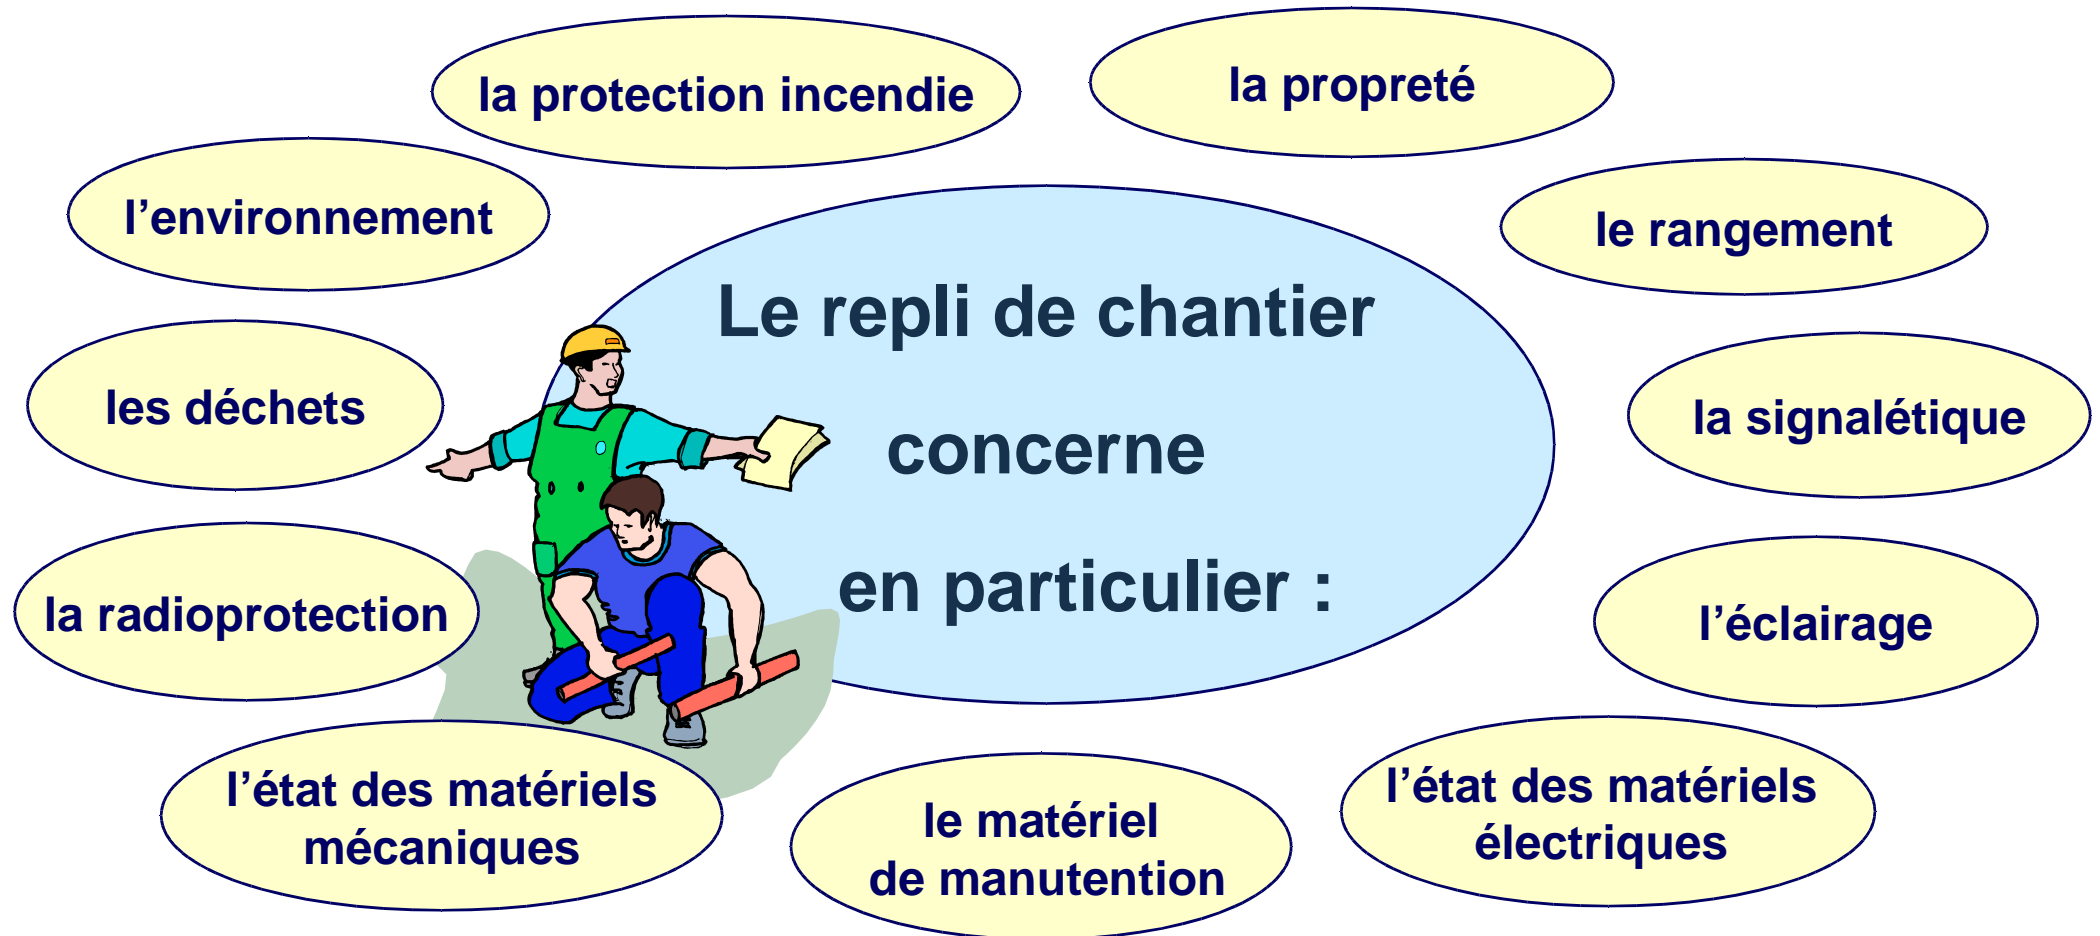 la protection incendie
la propreté
l’environnement
le rangement
Le repli de chantier
concerne
en particulier :
les déchets
la signalétique
la radioprotection
l’éclairage
l’état des matériels
mécaniques
le matériel
de manutention
l’état des matériels
électriques